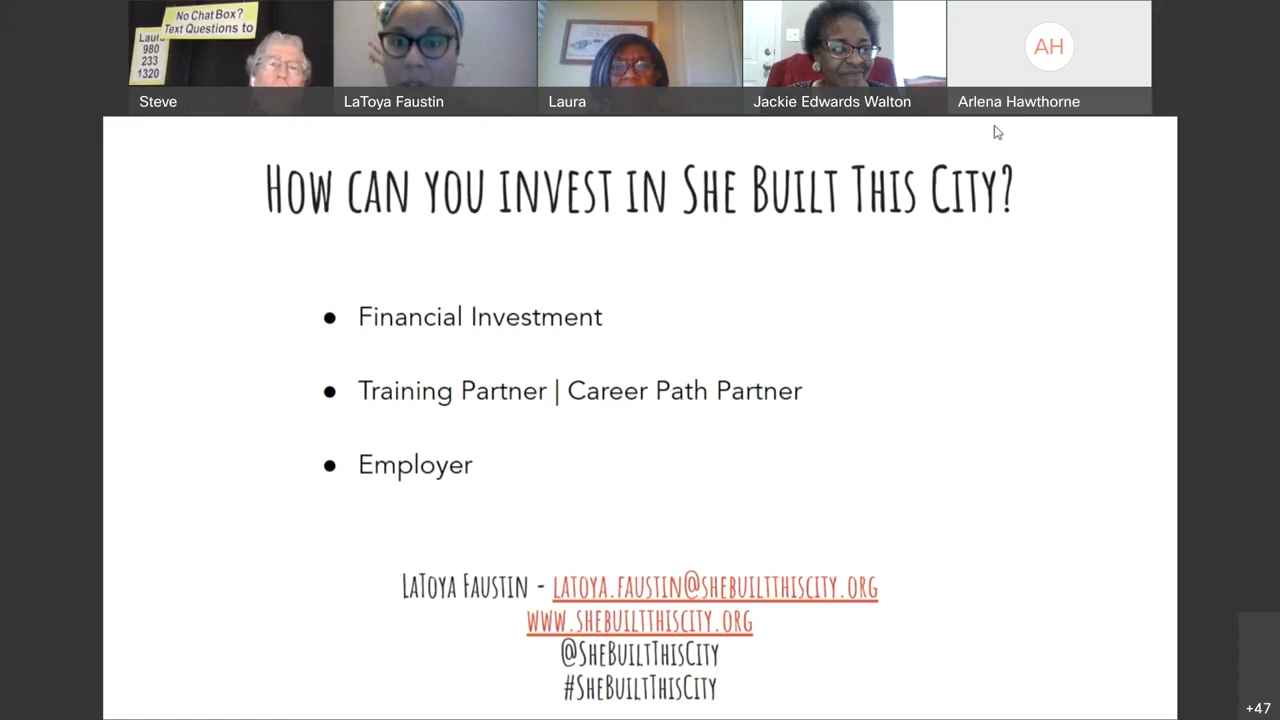 No Chat Box?
Text Questions to
Laura
980
233
1320
Steve
LaToya Faustin
Laura
Jackie Edwards Walton
AH
Arlena Hawthorne
How can you invest in She Built This City?
● Financial Investment
● Training Partner | Career Path Partner
● Employer
LaToya Faustin - latoya.faustin@shebuiltthiscity.org
www.shebuiltthiscity.org
@SheBuiltThisCity
#SheBuiltThisCity
+47